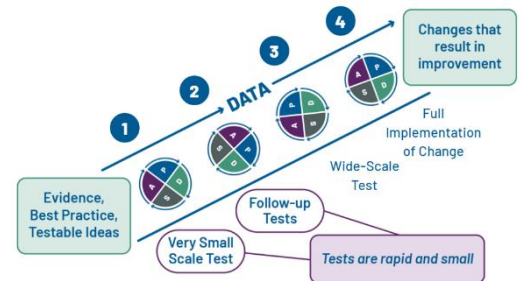 4
3
2
1
DATA
Changes that
result in
improvement
A P D S
A P D S
P D S A
A P D S
Evidence,
Best Practice,
Testable Ideas
Very Small
Scale Test
Follow-up
Tests
Wide-Scale
Test
Full
Implementation
of Change
Tests are rapid and small